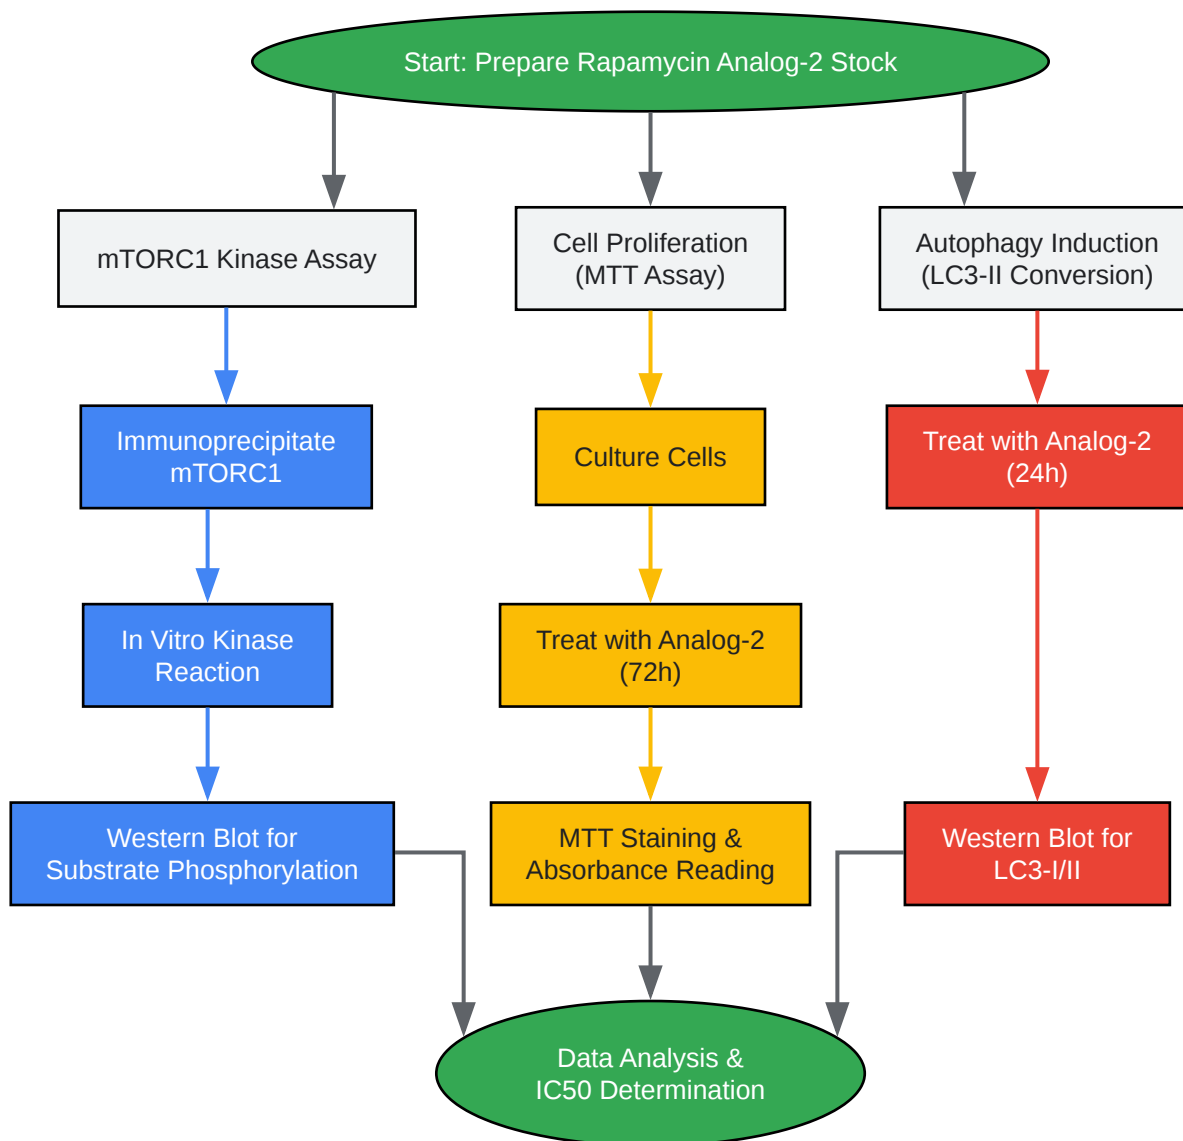 Start: Prepare Rapamycin Analog-2 Stock
mTORC1 Kinase Assay
Cell Proliferation
(MTT Assay)
Autophagy Induction
(LC3-II Conversion)
Immunoprecipitate
mTORC1
Culture Cells
Treat with Analog-2
(24h)
In Vitro Kinase
Reaction
Treat with Analog-2
(72h)
Western Blot for
Substrate Phosphorylation
MTT Staining &
Absorbance Reading
Western Blot for
LC3-I/II
Data Analysis &
IC50 Determination